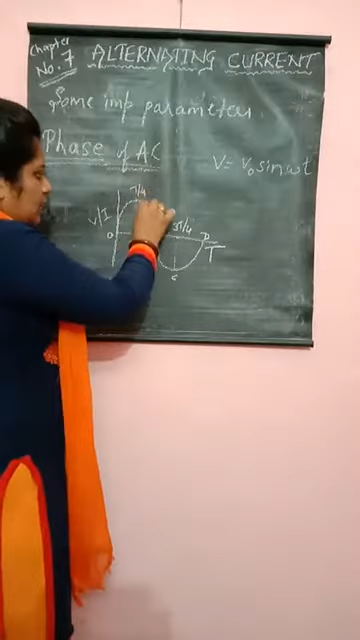 Chapter
No. 7
ALTERNATING CURRENT
Some imp parameters
Phase of AC
V = V₀ sin ωt
T/4
V/I
3T/4
O
D
T
C